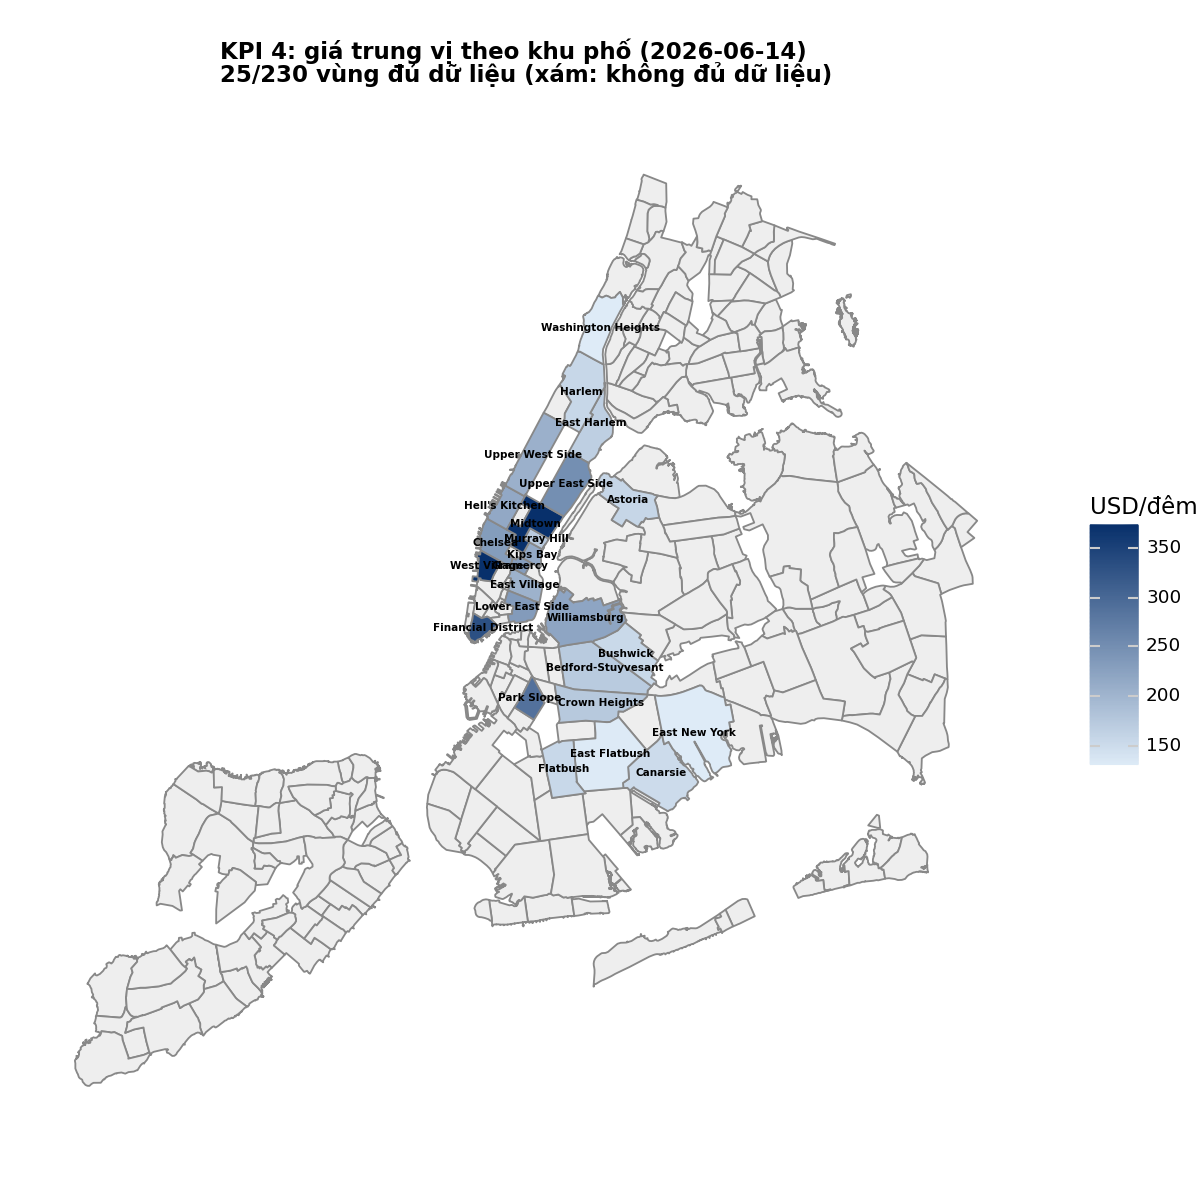 KPI 4: giá trung vị theo khu phố (2026-06-14)
25/230 vùng đủ dữ liệu (xám: không đủ dữ liệu)
Washington Heights
Harlem
East Harlem
Upper West Side
Upper East Side
Astoria
Hell's Kitchen
Midtown
Murray Hill
Chelsea
Kips Bay
West Village
Gramercy
East Village
Lower East Side
Williamsburg
Financial District
Bushwick
Bedford-Stuyvesant
Park Slope
Crown Heights
East New York
East Flatbush
Flatbush
Canarsie
USD/đêm
350
300
250
200
150